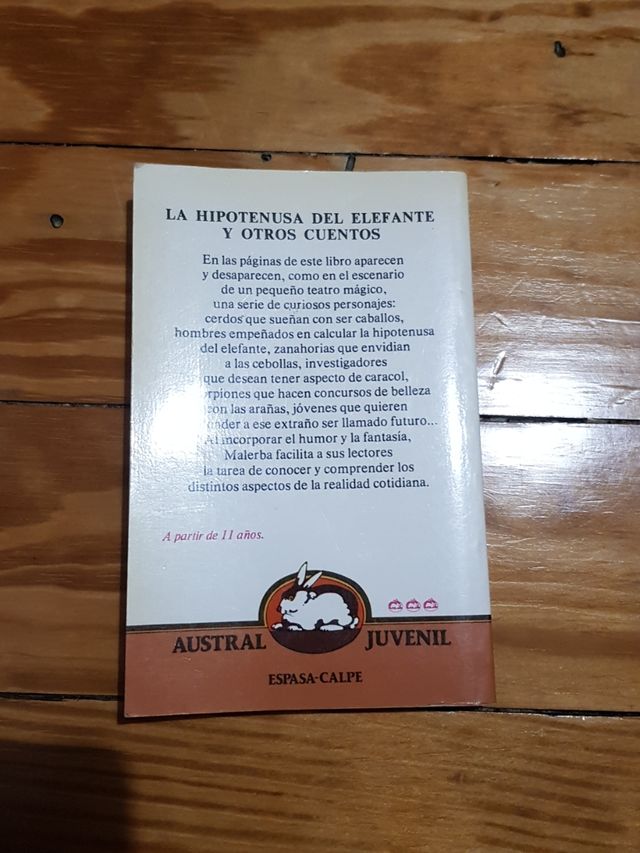 LA HIPOTENUSA DEL ELEFANTE
Y OTROS CUENTOS
En las páginas de este libro aparecen
y desaparecen, como en el escenario
de un pequeño teatro mágico,
una serie de curiosos personajes:
cerdos que sueñan con ser caballos,
hombres empeñados en calcular la hipotenusa
del elefante, zanahorias que envidian
a las cebollas, investigadores
que desean tener aspecto de caracol,
que hacen concursos de belleza
con las arañas, jóvenes que quieren
a ese extraño ser llamado futuro...
Al incorporar el humor y la fantasía,
Malerba facilita a sus lectores
la tarea de conocer y comprender los
distintos aspectos de la realidad cotidiana.
A partir de 11 años.
AUSTRAL JUVENIL
ESPASA-CALPE